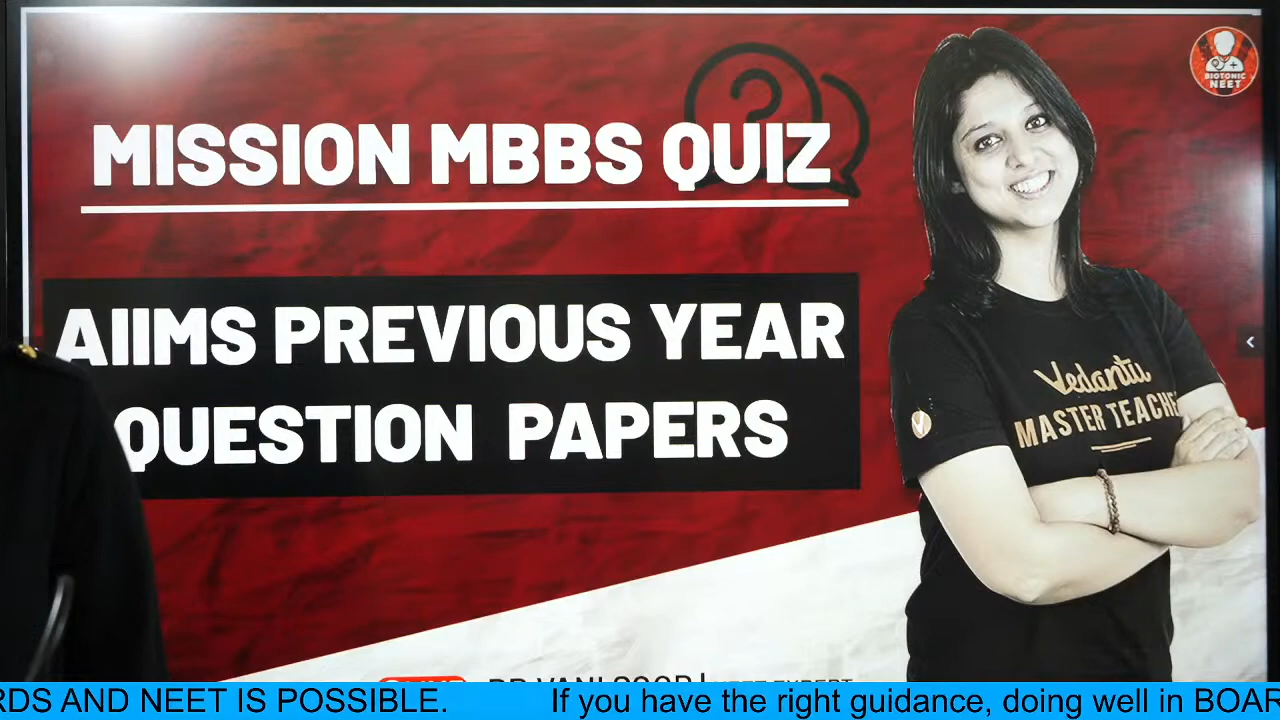 MISSION MBBS QUIZ
BIOTONIC
NEET
AIIMS PREVIOUS YEAR
QUESTION PAPERS
Vedantu
MASTER TEACHE
RDS AND NEET IS POSSIBLE. If you have the right guidance, doing well in BOAR